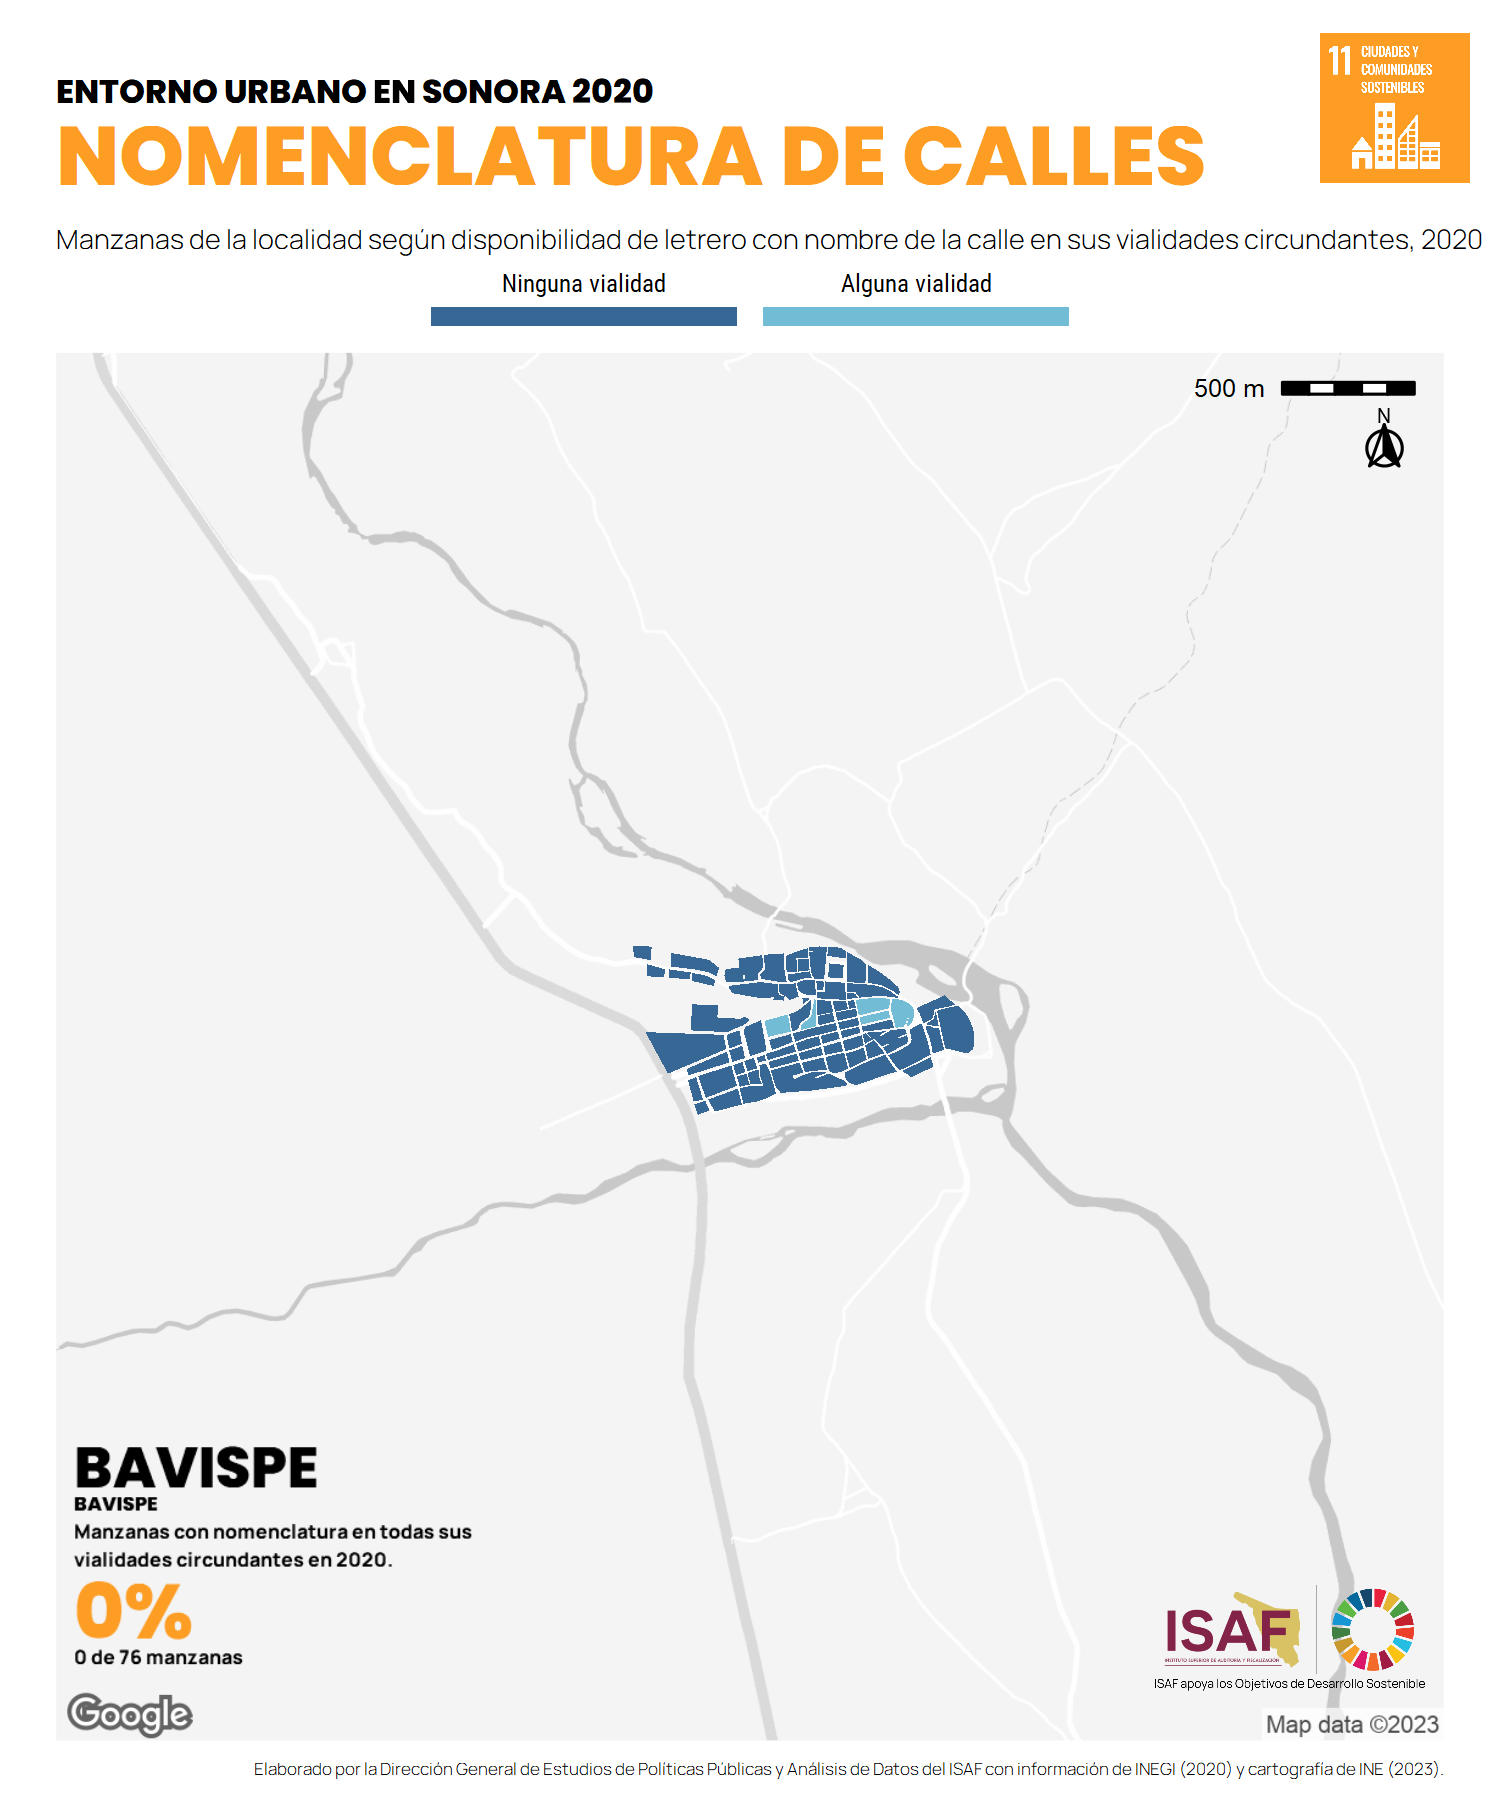 ENTORNO URBANO EN SONORA 2020
NOMENCLATURA DE CALLES
11 CIUDADES Y
COMUNIDADES
SOSTENIBLES
Manzanas de la localidad según disponibilidad de letrero con nombre de la calle en sus vialidades circundantes, 2020
Ninguna vialidad
Alguna vialidad
500 m
N
BAVISPE
BAVISPE
Manzanas con nomenclatura en todas sus
vialidades circundantes en 2020.
0%
0 de 76 manzanas
Google
ISAF
INSTITUTO SUPERIOR DE AUDITORÍA Y FISCALIZACIÓN
ISAF apoya los Objetivos de Desarrollo Sostenible
Map data ©2023
Elaborado por la Dirección General de Estudios de Políticas Públicas y Análisis de Datos del ISAF con información de INEGI (2020) y cartografía de INE (2023).